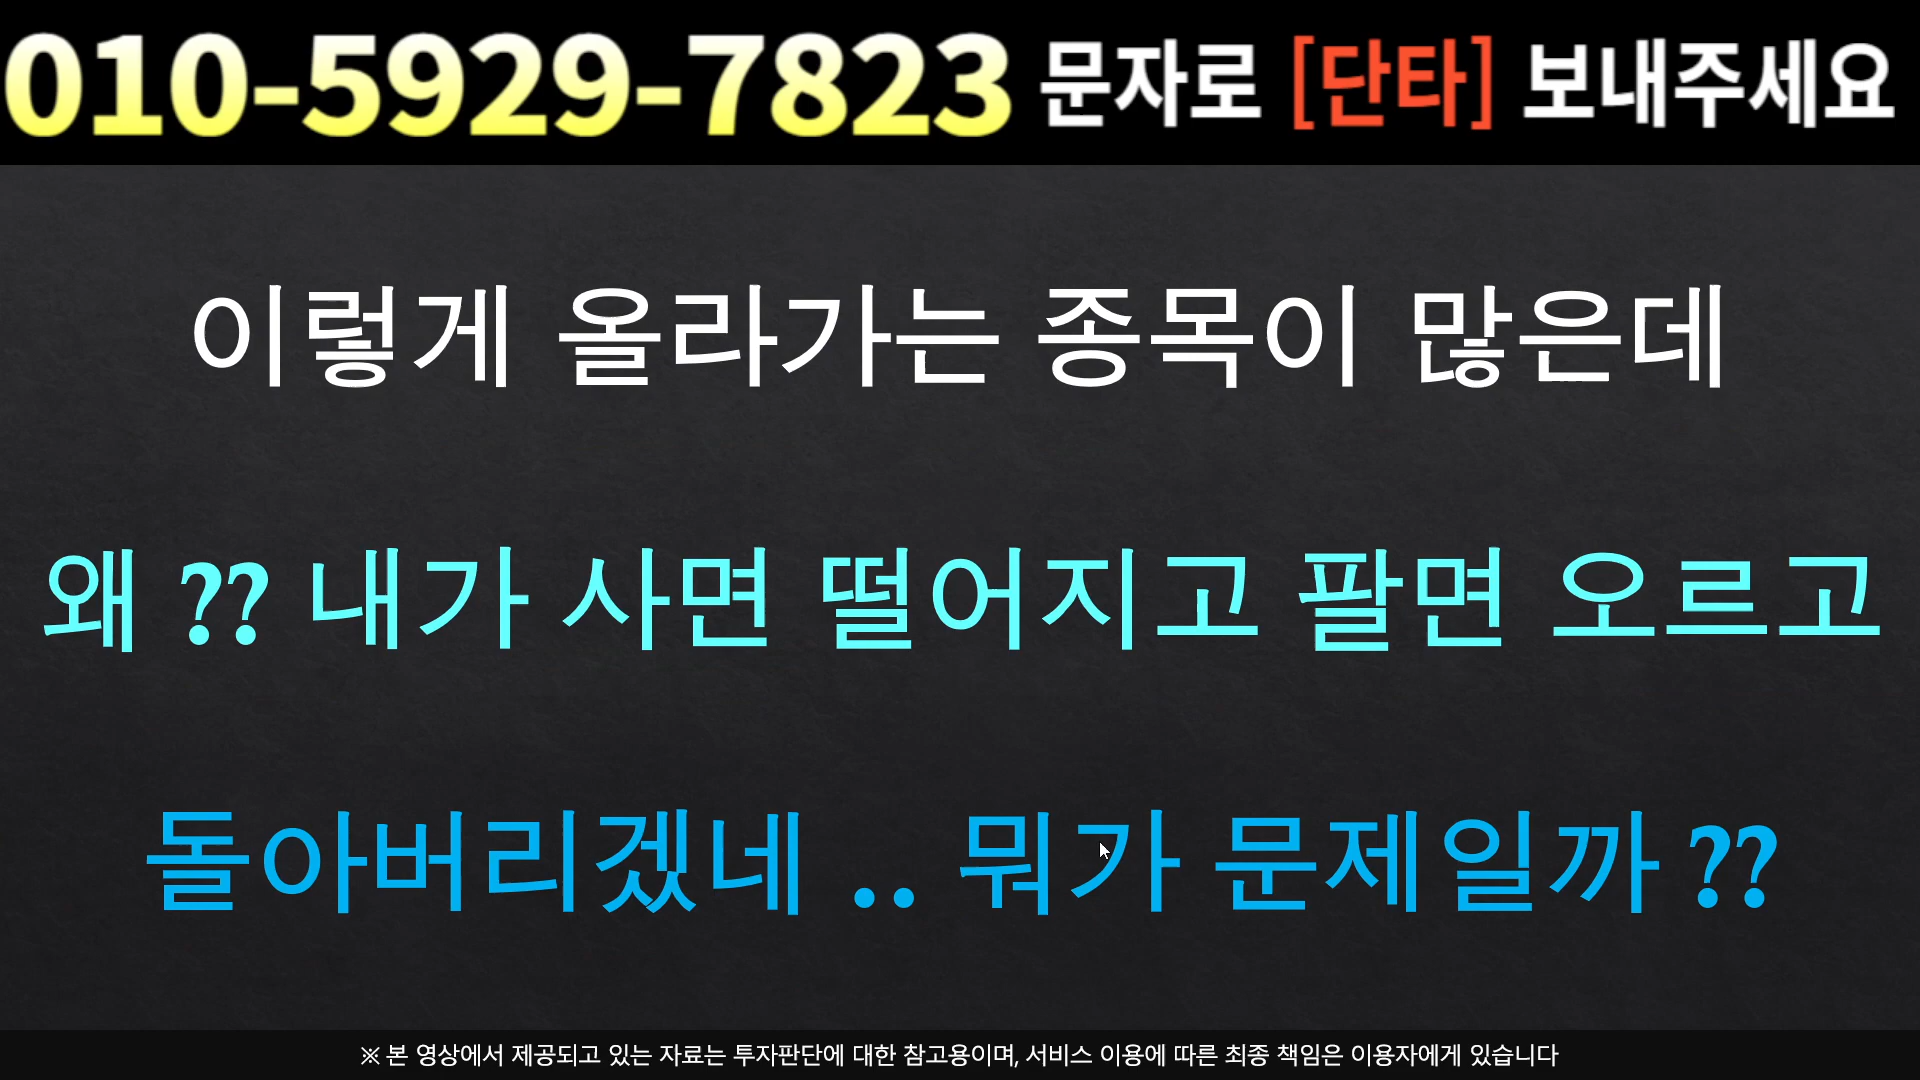 010-5929-7823 문자로 [단타] 보내주세요
이렇게 올라가는 종목이 많은데
왜 ?? 내가 사면 떨어지고 팔면 오르고
돌아버리겠네 .. 뭐가 문제일까 ??
※ 본 영상에서 제공되고 있는 자료는 투자판단에 대한 참고용이며, 서비스 이용에 따른 최종 책임은 이용자에게 있습니다